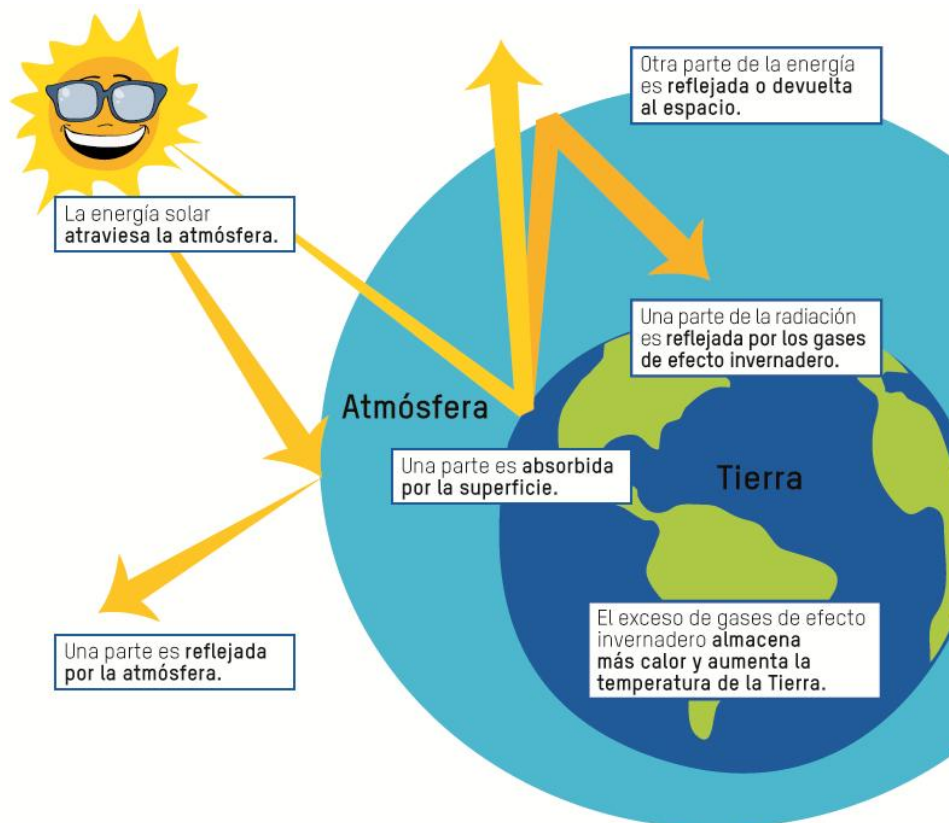 Otra parte de la energía
es reflejada o devuelta
al espacio.
La energía solar
atraviesa la atmósfera.
Una parte de la radiación
es reflejada por los gases
de efecto invernadero.
Atmósfera
Una parte es absorbida
por la superficie.
Tierra
El exceso de gases de efecto
invernadero almacena
más calor y aumenta la
temperatura de la Tierra.
Una parte es reflejada
por la atmósfera.